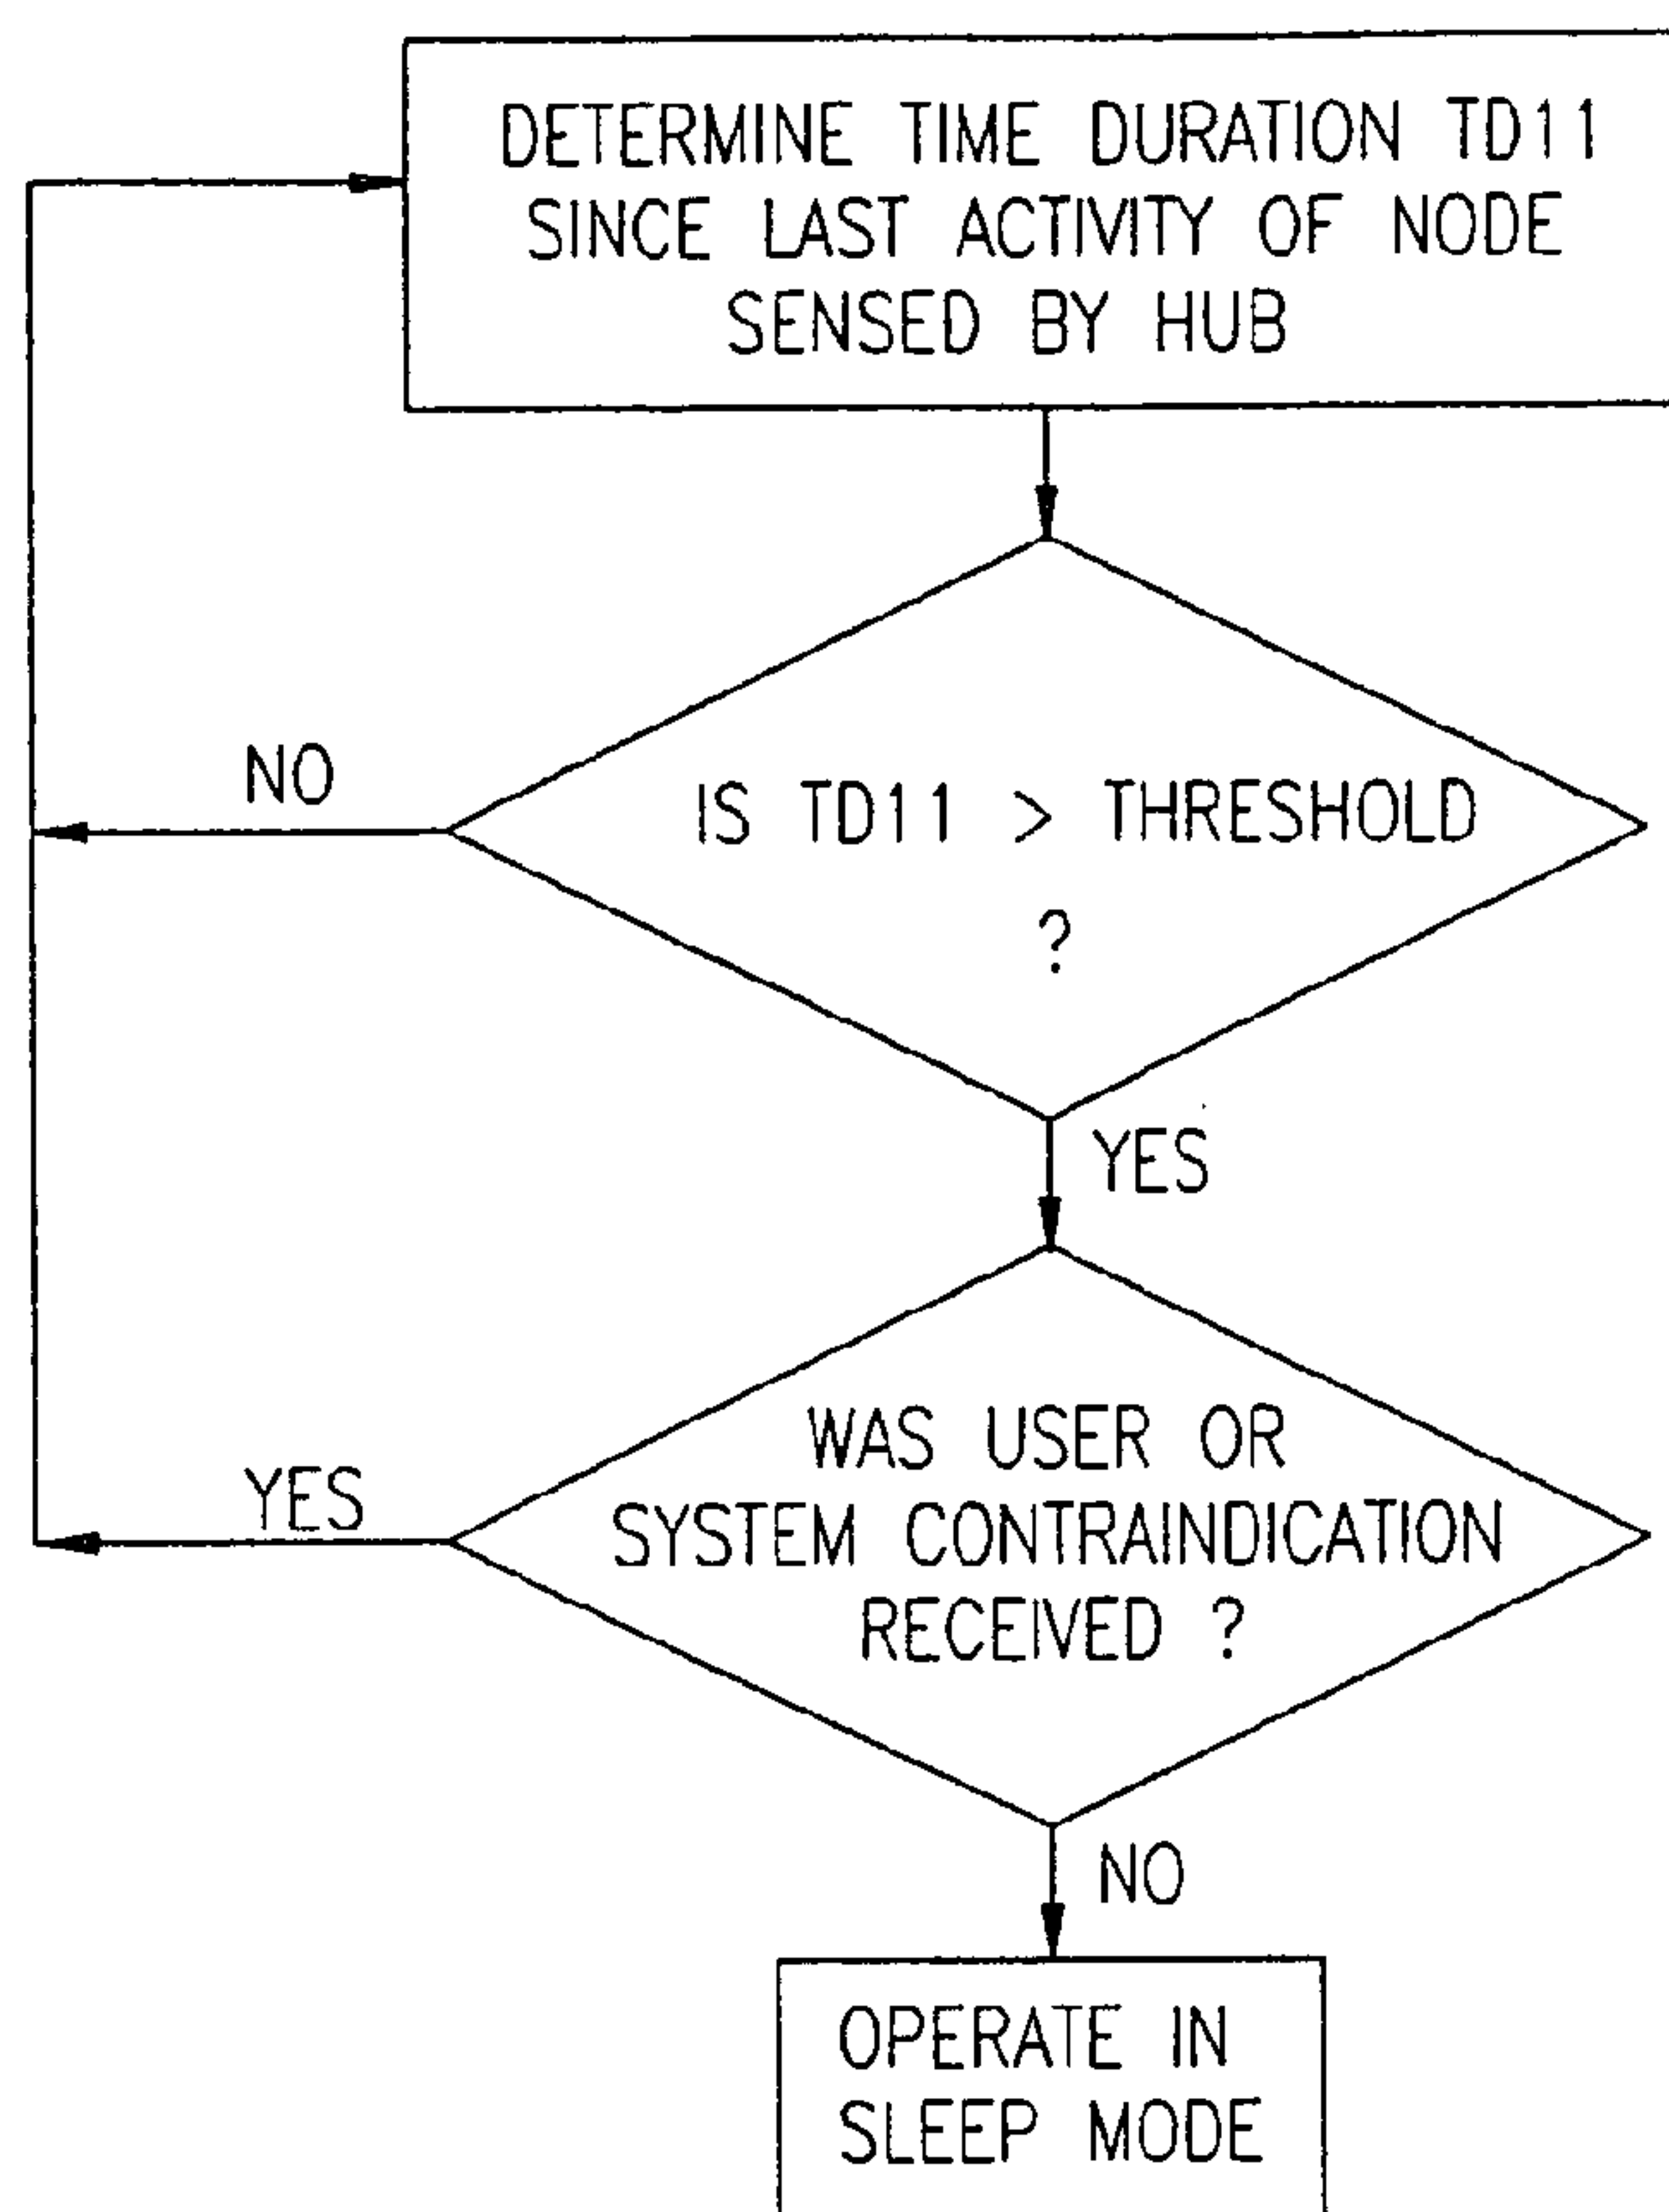 DETERMINE TIME DURATION TD11
SINCE LAST ACTIVITY OF NODE
SENSED BY HUB
NO
IS TD11 > THRESHOLD
?
YES
WAS USER OR
SYSTEM CONTRAINDICATION
RECEIVED ?
YES
NO
OPERATE IN
SLEEP MODE